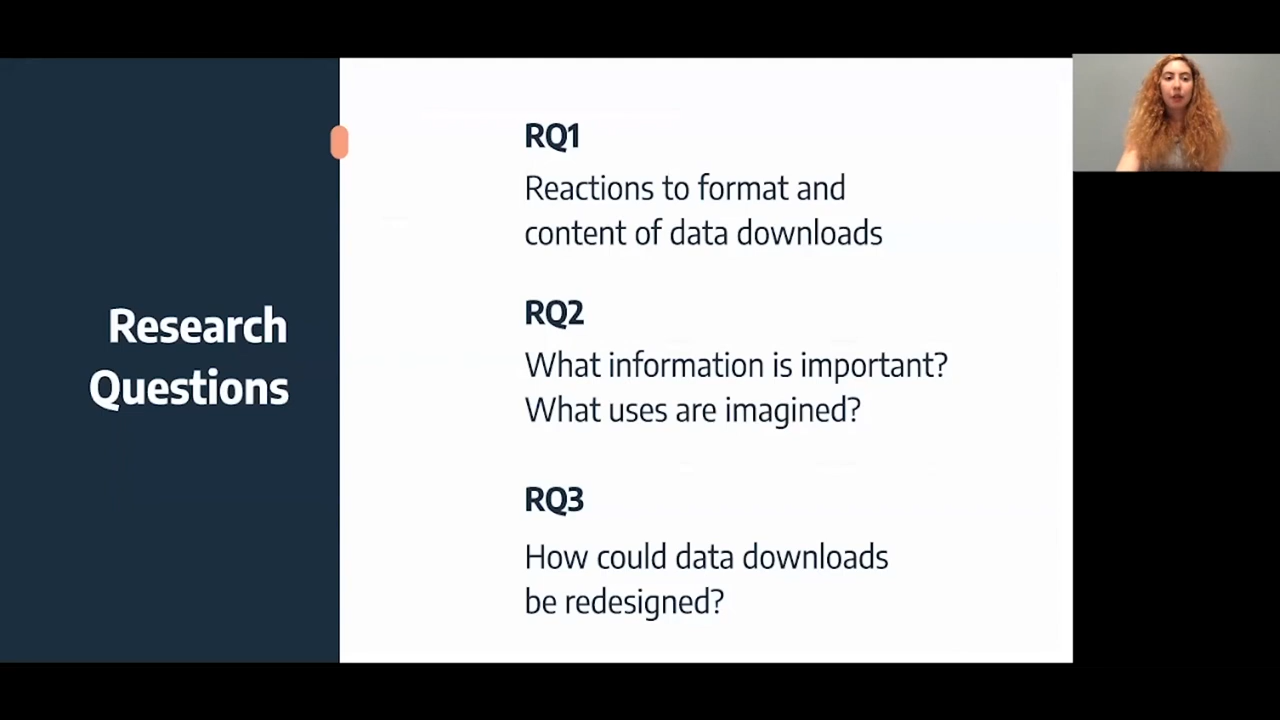 Research
Questions
RQ1
Reactions to format and
content of data downloads
RQ2
What information is important?
What uses are imagined?
RQ3
How could data downloads
be redesigned?